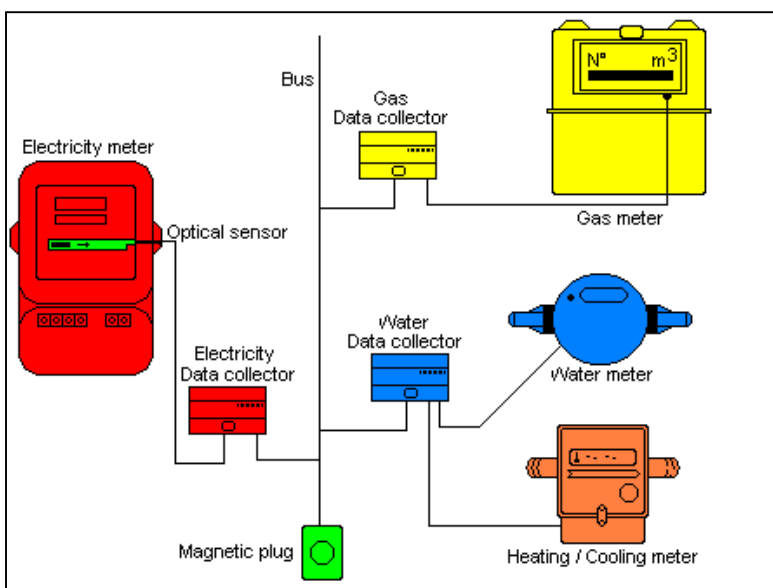 Bus
Gas
Data collector
N° m³
Gas meter
Electricity meter
Optical sensor
Electricity
Data collector
Water
Data collector
Water meter
Magnetic plug
Heating / Cooling meter